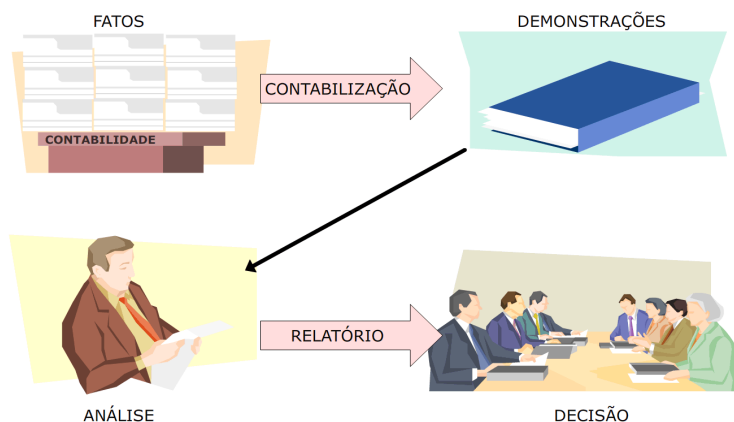 FATOS
DEMONSTRAÇÕES
CONTABILIZAÇÃO
CONTABILIDADE
RELATÓRIO
ANÁLISE
DECISÃO